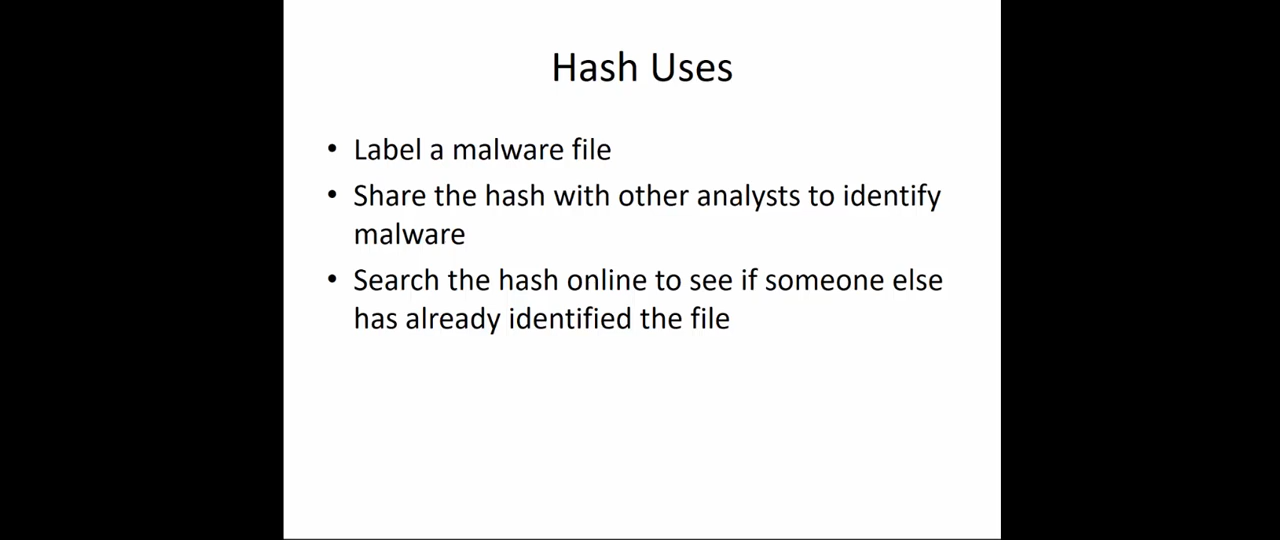 Hash Uses
• Label a malware file
• Share the hash with other analysts to identify
malware
• Search the hash online to see if someone else
has already identified the file